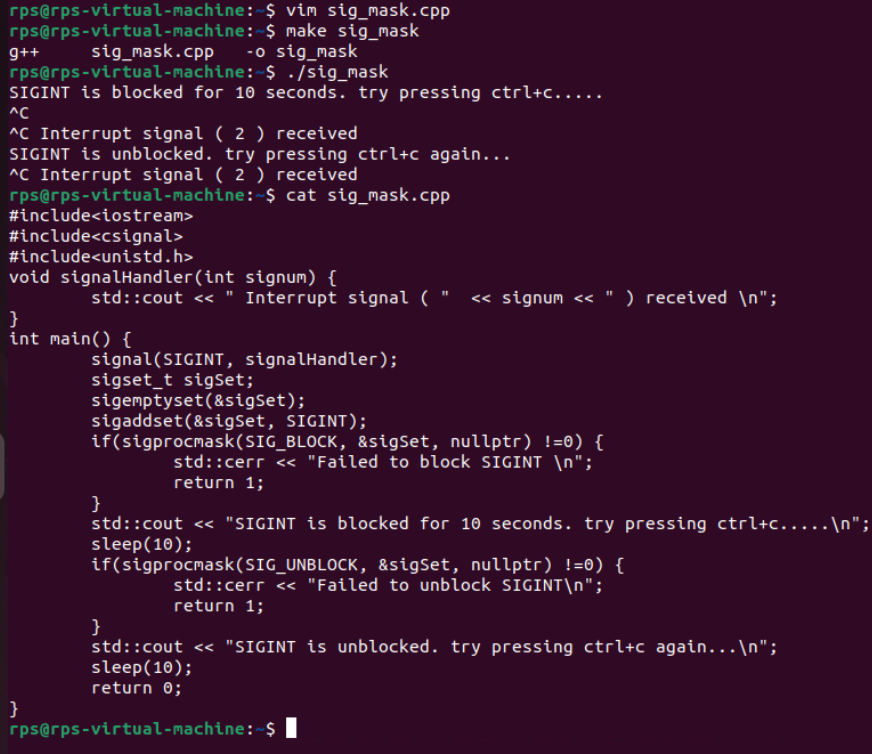 rps@rps-virtual-machine:~$ vim sig_mask.cpp
rps@rps-virtual-machine:~$ make sig_mask
g++     sig_mask.cpp   -o sig_mask
rps@rps-virtual-machine:~$ ./sig_mask
SIGINT is blocked for 10 seconds. try pressing ctrl+c.....
^C
^C Interrupt signal ( 2 ) received
SIGINT is unblocked. try pressing ctrl+c again...
^C Interrupt signal ( 2 ) received
rps@rps-virtual-machine:~$ cat sig_mask.cpp
#include<iostream>
#include<csignal>
#include<unistd.h>
void signalHandler(int signum) {
        std::cout << " Interrupt signal ( "  << signum << " ) received \n";
}
int main() {
        signal(SIGINT, signalHandler);
        sigset_t sigSet;
        sigemptyset(&sigSet);
        sigaddset(&sigSet, SIGINT);
        if(sigprocmask(SIG_BLOCK, &sigSet, nullptr) !=0) {
                std::cerr << "Failed to block SIGINT \n";
                return 1;
        }
        std::cout << "SIGINT is blocked for 10 seconds. try pressing ctrl+c.....\n";
        sleep(10);
        if(sigprocmask(SIG_UNBLOCK, &sigSet, nullptr) !=0) {
                std::cerr << "Failed to unblock SIGINT\n";
                return 1;
        }
        std::cout << "SIGINT is unblocked. try pressing ctrl+c again...\n";
        sleep(10);
        return 0;
}
rps@rps-virtual-machine:~$